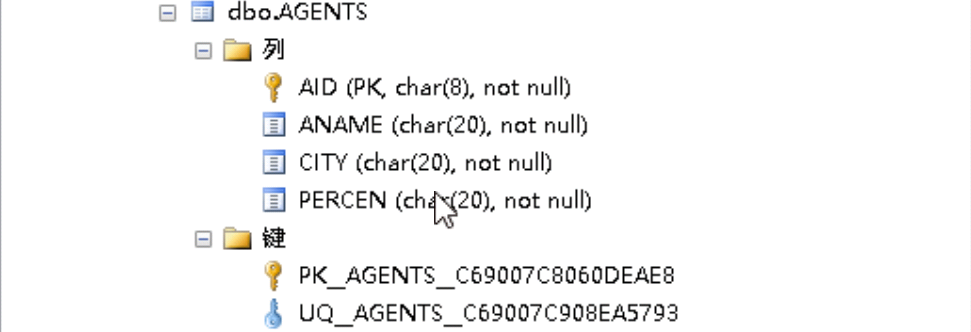 dbo.AGENTS
列
AID (PK, char(8), not null)
ANAME (char(20), not null)
CITY (char(20), not null)
PERCEN (char(20), not null)
键
PK__AGENTS__C69007C8060DEAE8
UQ__AGENTS__C69007C908EA5793